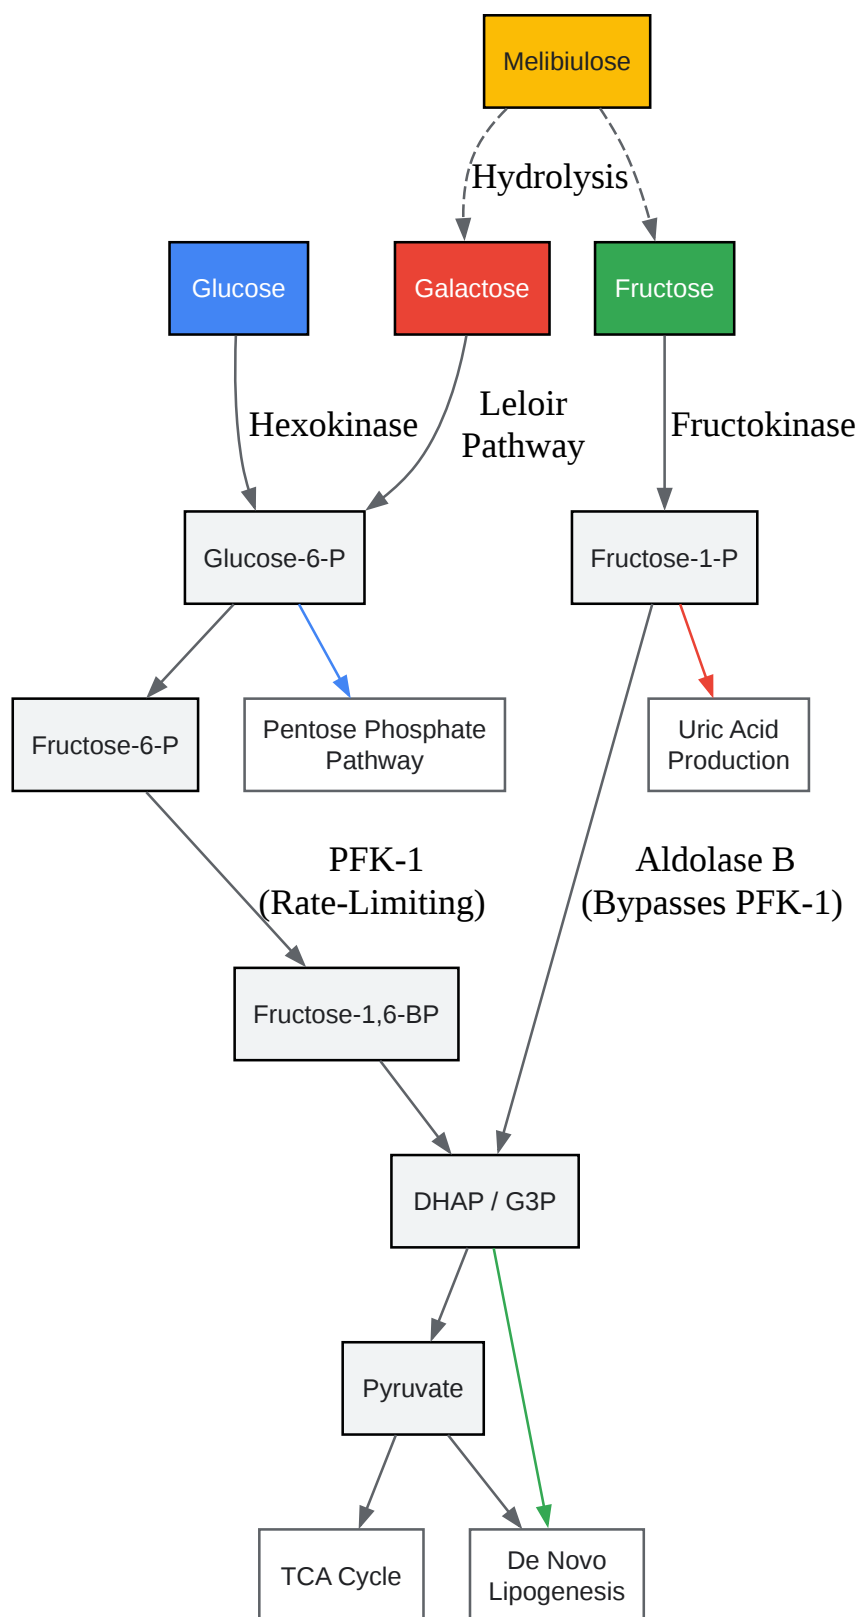 Melibiulose
Hydrolysis
Glucose
Galactose
Fructose
Hexokinase
Leloir
Pathway
Fructokinase
Glucose-6-P
Fructose-1-P
Fructose-6-P
Pentose Phosphate
Pathway
Uric Acid
Production
PFK-1
(Rate-Limiting)
Aldolase B
(Bypasses PFK-1)
Fructose-1,6-BP
DHAP / G3P
Pyruvate
TCA Cycle
De Novo
Lipogenesis